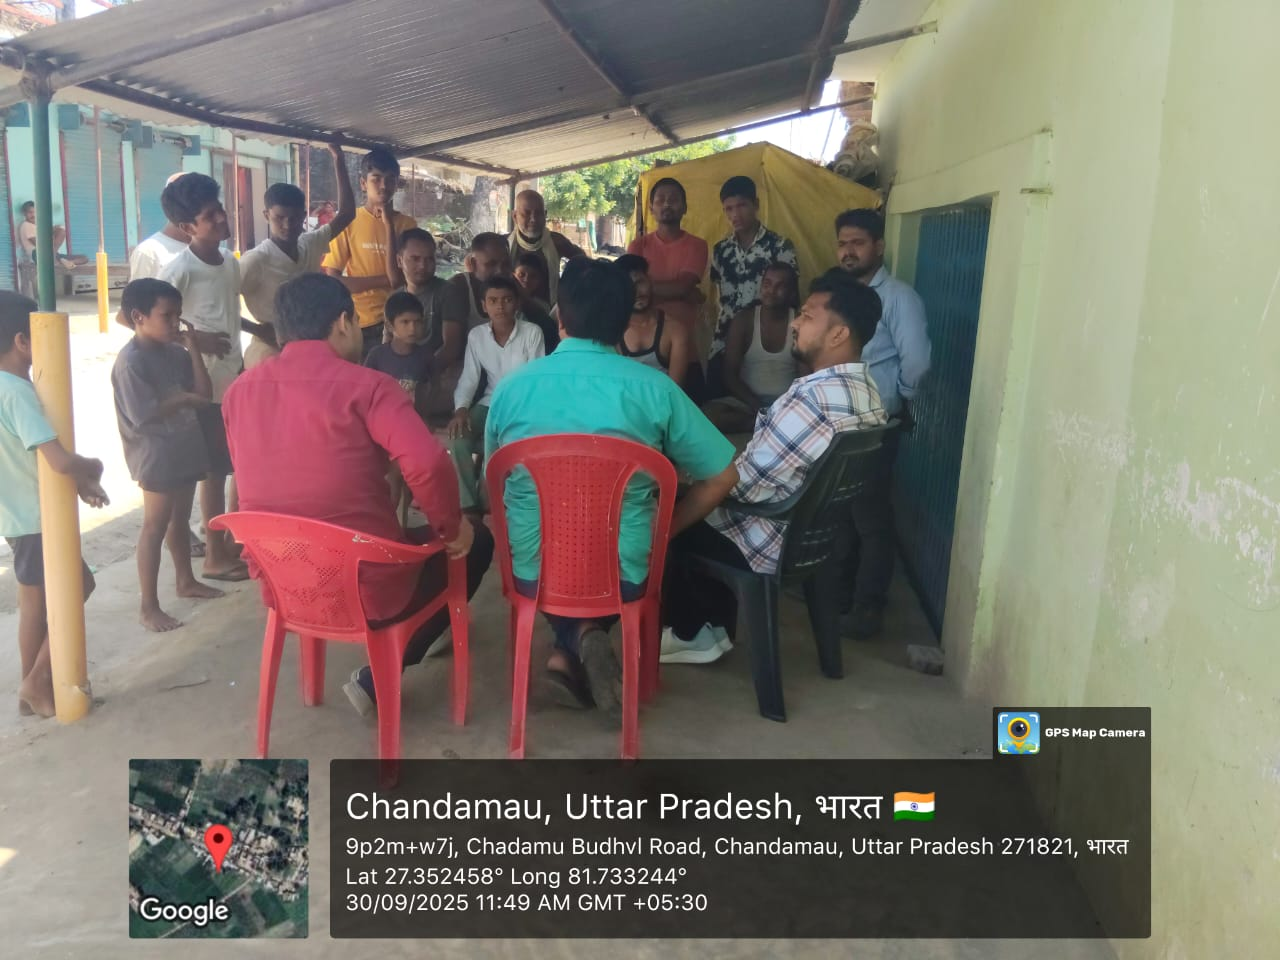 GPS Map Camera
Chandamau, Uttar Pradesh, भारत 🇮🇳
9p2m+w7j, Chadamu Budhvl Road, Chandamau, Uttar Pradesh 271821, भारत
Lat 27.352458° Long 81.733244°
30/09/2025 11:49 AM GMT +05:30
Google